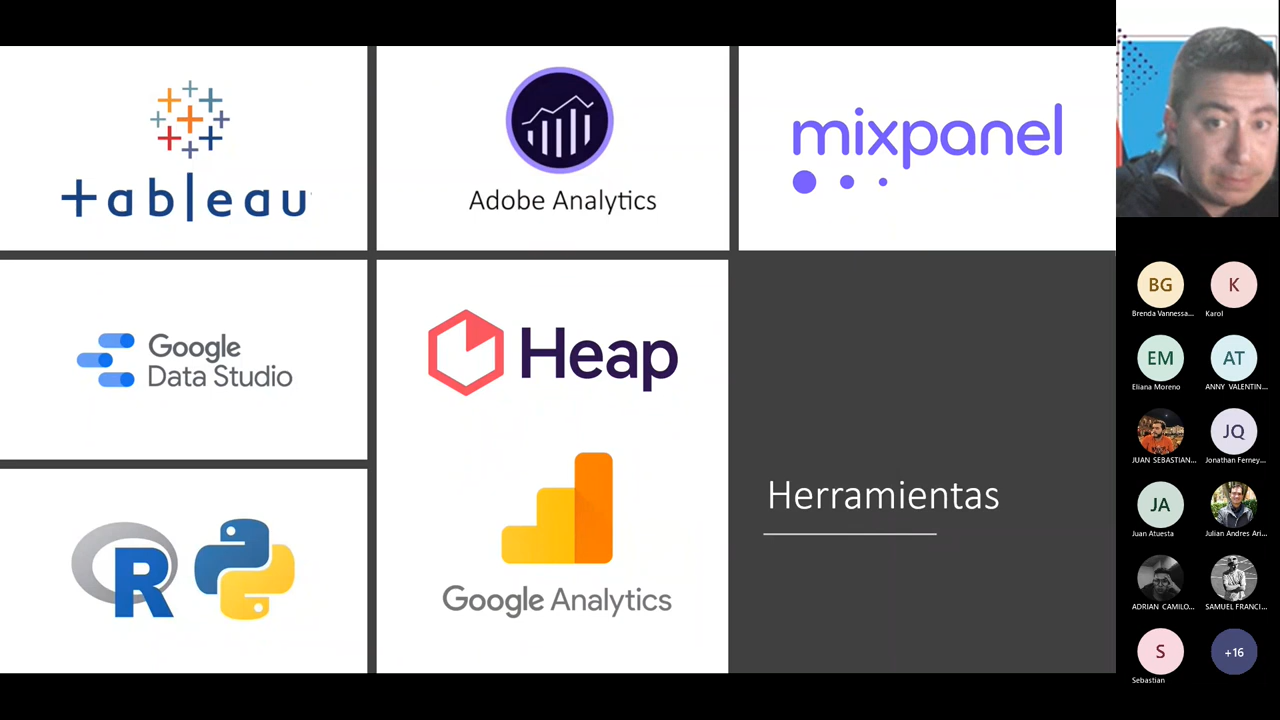 tableau
Adobe Analytics
mixpanel
Google
Data Studio
Heap
R
Google Analytics
Herramientas
BG
Brenda Vannessa...
K
Karol
EM
Eliana Moreno
AT
ANNY VALENTIN...
JUAN SEBASTIAN...
JQ
Jonathan Ferney...
JA
Juan Atuesta
Julian Andres Ari...
ADRIAN CAMILO...
SAMUEL FRANCI...
S
Sebastian
+16